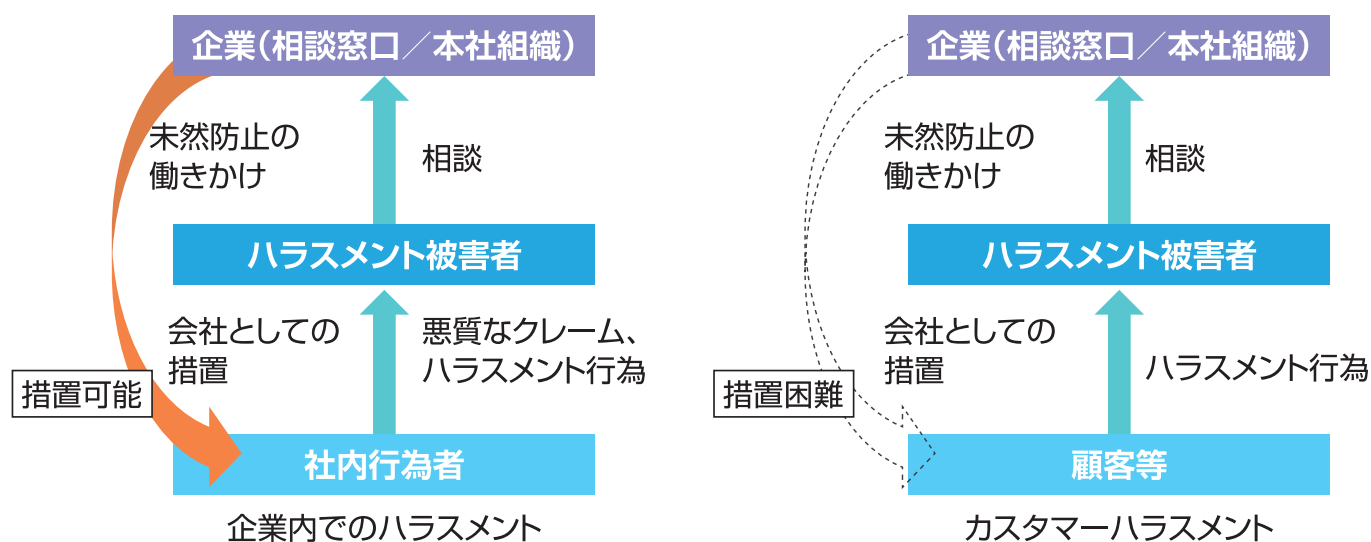 企業（相談窓口／本社組織）
未然防止の
働きかけ
相談
ハラスメント被害者
会社としての
措置
悪質なクレーム、
ハラスメント行為
措置可能
社内行為者
企業内でのハラスメント
企業（相談窓口／本社組織）
未然防止の
働きかけ
相談
ハラスメント被害者
会社としての
措置
ハラスメント行為
措置困難
顧客等
カスタマーハラスメント